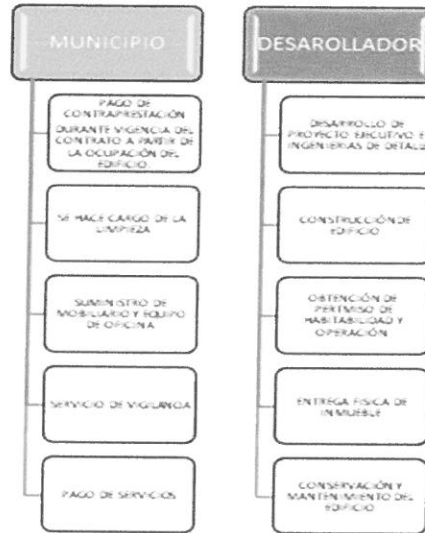 MUNICIPIO
PAGO DE
CONTRAPRESTACIÓN
DURANTE VIGENCIA DEL
CONTRATO A PARTIR DE
LA OCUPACIÓN DEL
EDIFICIO
SE HACE CARGO DE LA
LIMPIEZA
SUMINISTRO DE
MOBILIARIO Y EQUIPO
DE OFICINA
SERVICIO DE VIGILANCIA
PAGO DE SERVICIOS
DESAROLLADOR
DESARROLLO DE
PROYECTO EJECUTIVO E
INGENIERIAS DE DETALLE
CONSTRUCCIÓN DE
EDIFICIO
OBTENCIÓN DE
PERTMISO DE
HABITABILIDAD Y
OPERACIÓN
ENTREGA FISICA DE
INMUEBLE
CONSERVACIÓN Y
MANTENIMIENTO DEL
EDIFICIO